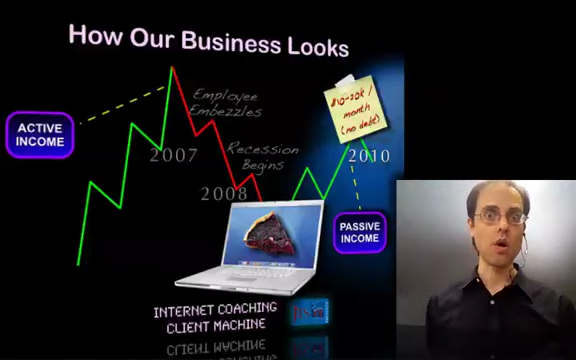 How Our Business Looks
ACTIVE
INCOME
Employee
Embezzles
2007
Recession
Begins
2008
$10-20k /
month
(no debt)
2010
PASSIVE
INCOME
INTERNET COACHING
CLIENT MACHINE